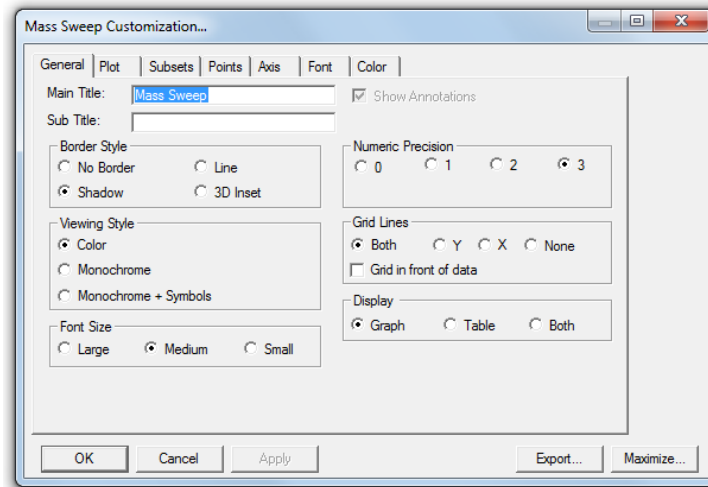 Mass Sweep Customization...
General Plot Subsets Points Axis Font Color
Main Title: Mass Sweep Show Annotations
Sub Title:
Border Style
No Border Line
Shadow 3D Inset
Numeric Precision
0 1 2 3
Viewing Style
Color
Monochrome
Monochrome + Symbols
Grid Lines
Both Y X None
Grid in front of data
Font Size
Large Medium Small
Display
Graph Table Both
OK Cancel Apply Export... Maximize...